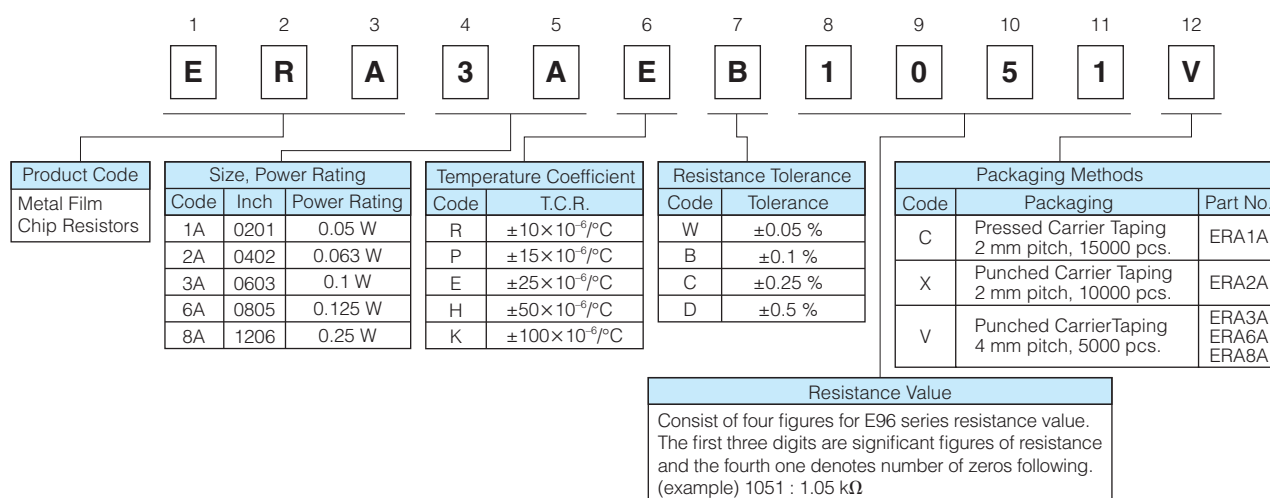 1 2 3 4 5 6 7 8 9 10 11 12
E R A 3 A E B 1 0 5 1 V
Product Code
Metal Film
Chip Resistors
Size, Power Rating
Code Inch Power Rating
1A 0201 0.05 W
2A 0402 0.063 W
3A 0603 0.1 W
6A 0805 0.125 W
8A 1206 0.25 W
Temperature Coefficient
Code T.C.R.
R ±10×10⁻⁶/°C
P ±15×10⁻⁶/°C
E ±25×10⁻⁶/°C
H ±50×10⁻⁶/°C
K ±100×10⁻⁶/°C
Resistance Tolerance
Code Tolerance
W ±0.05 %
B ±0.1 %
C ±0.25 %
D ±0.5 %
Packaging Methods
Code Packaging Part No.
C Pressed Carrier Taping
2 mm pitch, 15000 pcs. ERA1A
X Punched Carrier Taping
2 mm pitch, 10000 pcs. ERA2A
V Punched CarrierTaping
4 mm pitch, 5000 pcs. ERA3A
ERA6A
ERA8A
Resistance Value
Consist of four figures for E96 series resistance value.
The first three digits are significant figures of resistance
and the fourth one denotes number of zeros following.
(example) 1051 : 1.05 kΩ